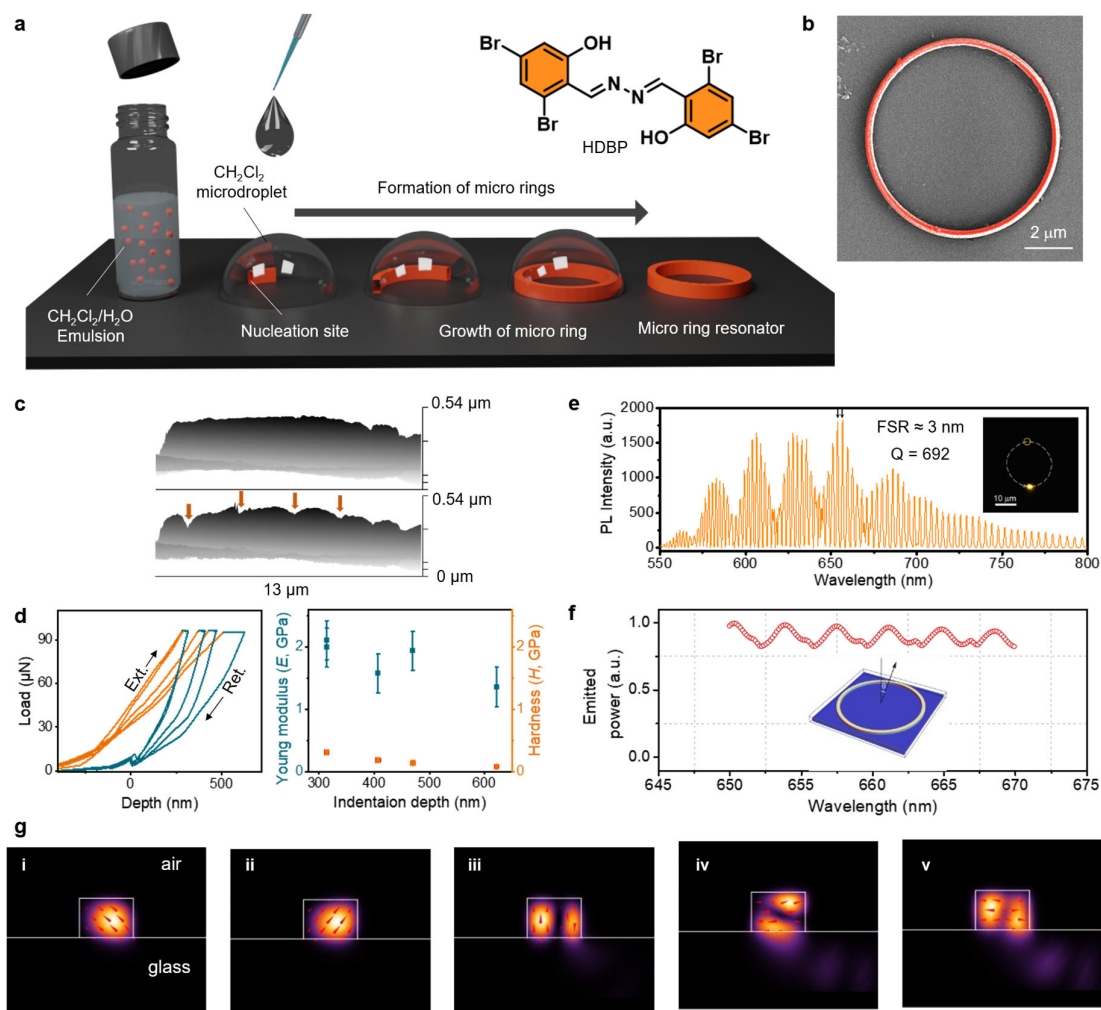 a
Br
OH
Br
N
N
Br
HO
Br
HDBP
CH2Cl2
microdroplet
Formation of micro rings
CH2Cl2/H2O
Emulsion
Nucleation site
Growth of micro ring
Micro ring resonator
b
2 μm
c
0.54 μm
0.54 μm
0 μm
13 μm
d
Load (μN)
90
60
30
0
Ext.
Ret.
0
500
Depth (nm)
Young modulus (E, GPa)
2
1
0
300
400
500
600
Indentaion depth (nm)
2
1
0
Hardness (H, GPa)
e
PL Intensity (a.u.)
2000
1500
1000
500
0
FSR ≈ 3 nm
Q = 692
10 μm
550
600
650
700
750
800
Wavelength (nm)
f
Emitted
power (a.u.)
1.0
0.5
0.0
645
650
655
660
665
670
675
Wavelength (nm)
g
i
air
glass
ii
iii
iv
v